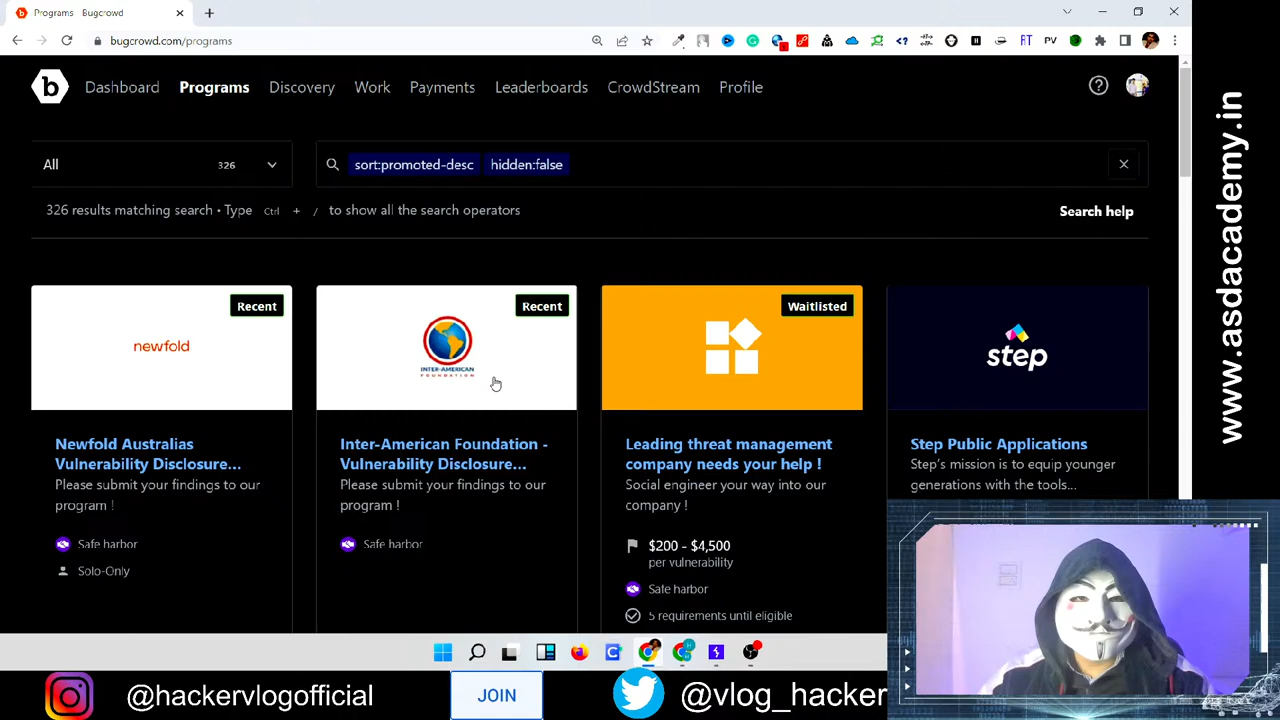 Programs - Bugcrowd
bugcrowd.com/programs
RT
PV
b
Dashboard
Programs
Discovery
Work
Payments
Leaderboards
CrowdStream
Profile
All
326
sort:promoted-desc hidden:false
326 results matching search • Type Ctrl + / to show all the search operators
Search help
Recent
newfold
Newfold Australias
Vulnerability Disclosure...
Please submit your findings to our
program !
Safe harbor
Solo-Only
Recent
INTER-AMERICAN
FOUNDATION
Inter-American Foundation -
Vulnerability Disclosure...
Please submit your findings to our
program !
Safe harbor
Waitlisted
Leading threat management
company needs your help !
Social engineer your way into our
company !
$200 - $4,500
per vulnerability
Safe harbor
5 requirements until eligible
step
Step Public Applications
Step's mission is to equip younger
generations with the tools...
www.asdacademy.in
@hackervlogofficial
JOIN
@vlog_hacker